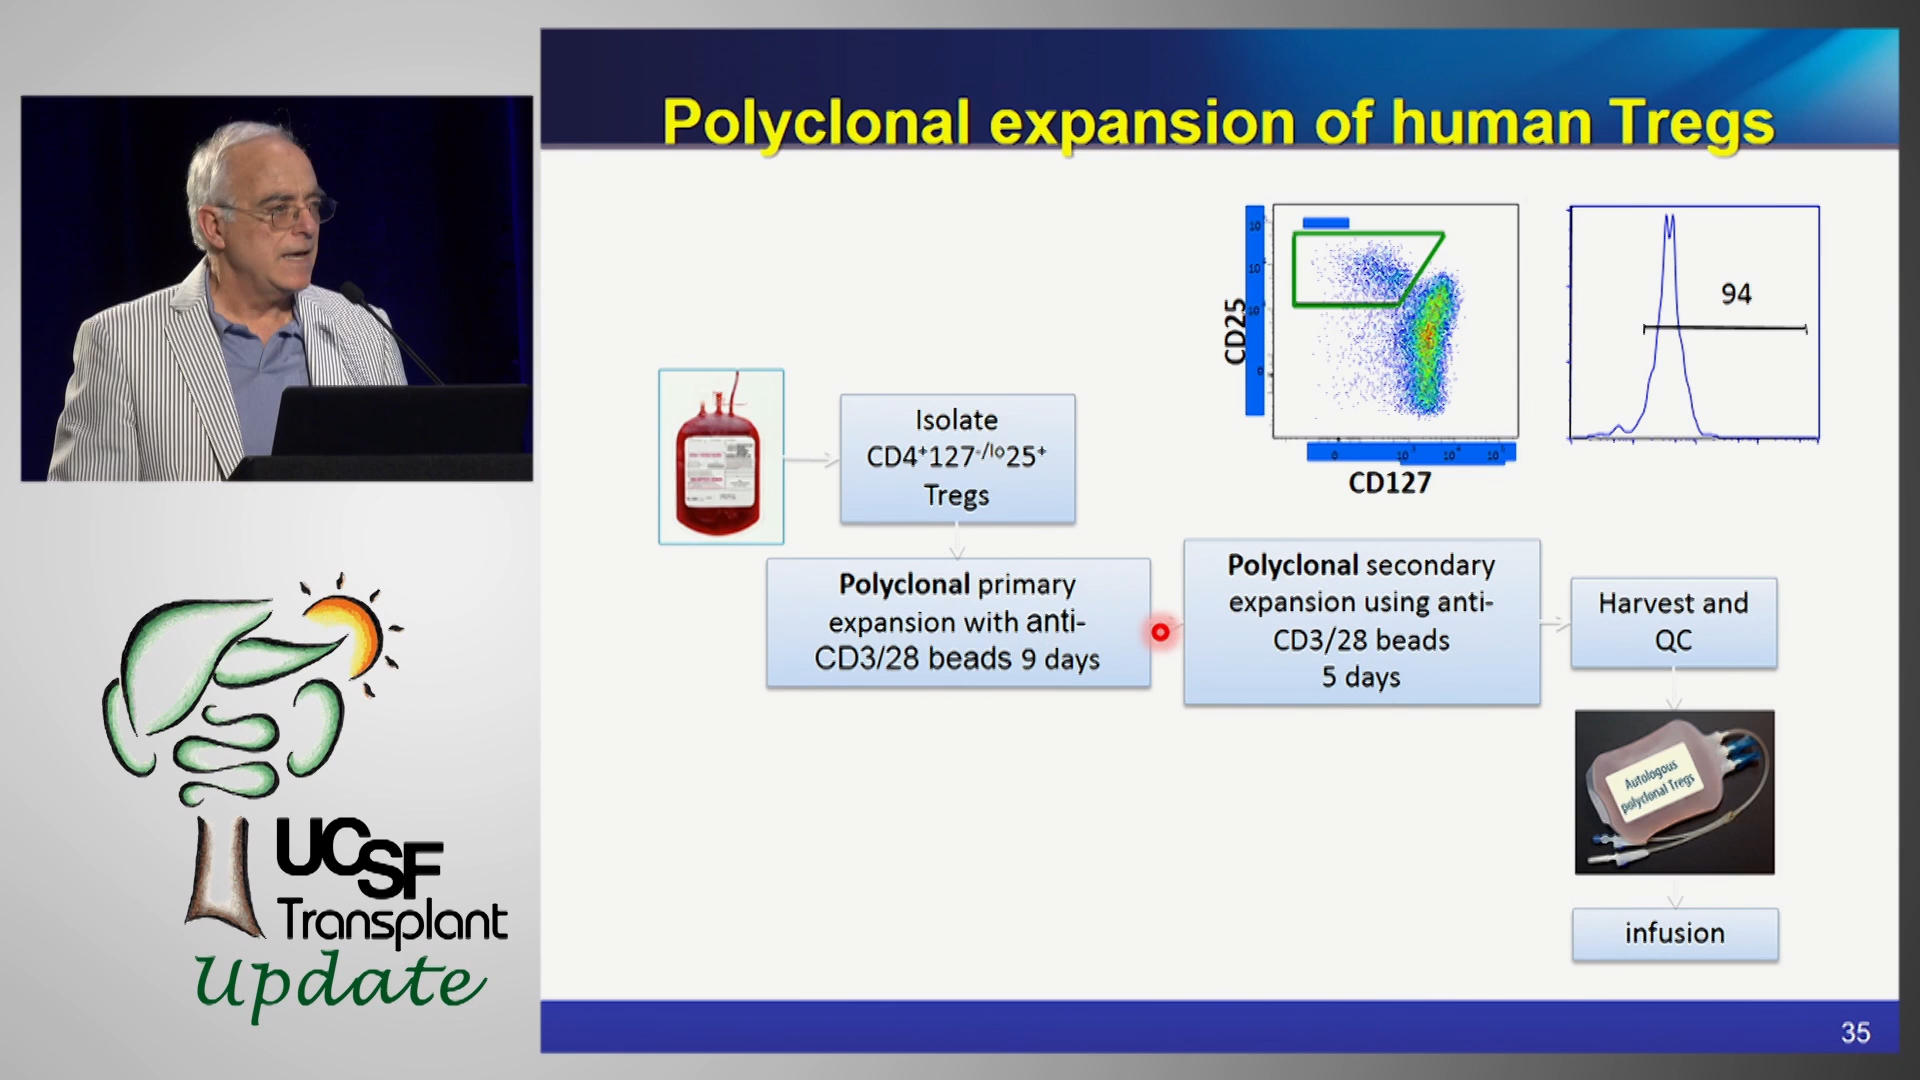 Polyclonal expansion of human Tregs
CD25
CD127
94
Isolate
CD4⁺127⁻/ˡᵒ25⁺
Tregs
Polyclonal primary
expansion with anti-
CD3/28 beads 9 days
Polyclonal secondary
expansion using anti-
CD3/28 beads
5 days
Harvest and
QC
Autologous
polyclonal Tregs
infusion
35
UCSF
Transplant
Update